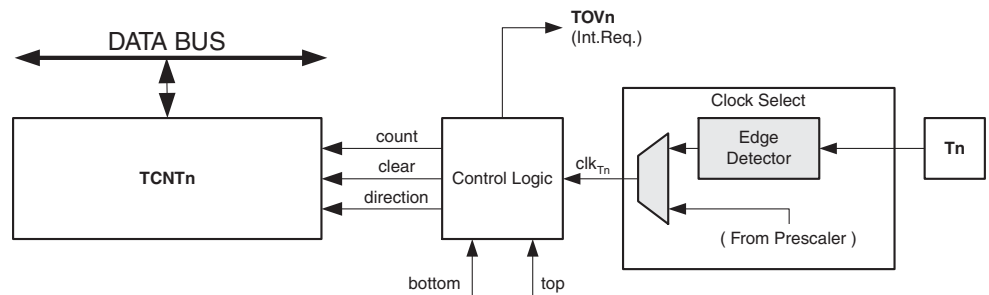 TOVn
(Int.Req.)
DATA BUS
Clock Select
count
Edge
Detector
Tn
TCNTn
clear
Control Logic
clkTn
direction
( From Prescaler )
bottom
top